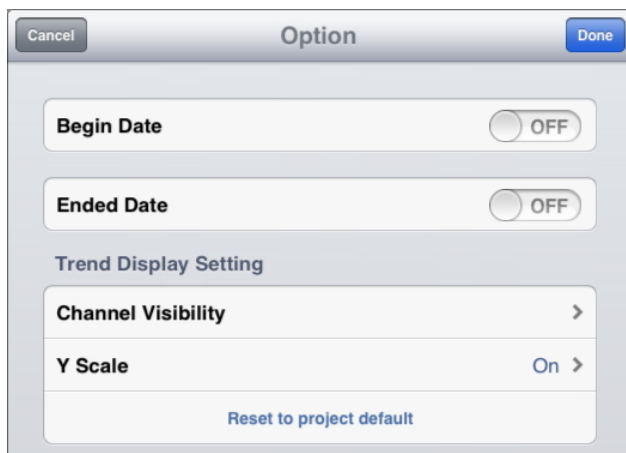 Cancel Option Done
Begin Date OFF
Ended Date OFF
Trend Display Setting
Channel Visibility
Y Scale On
Reset to project default